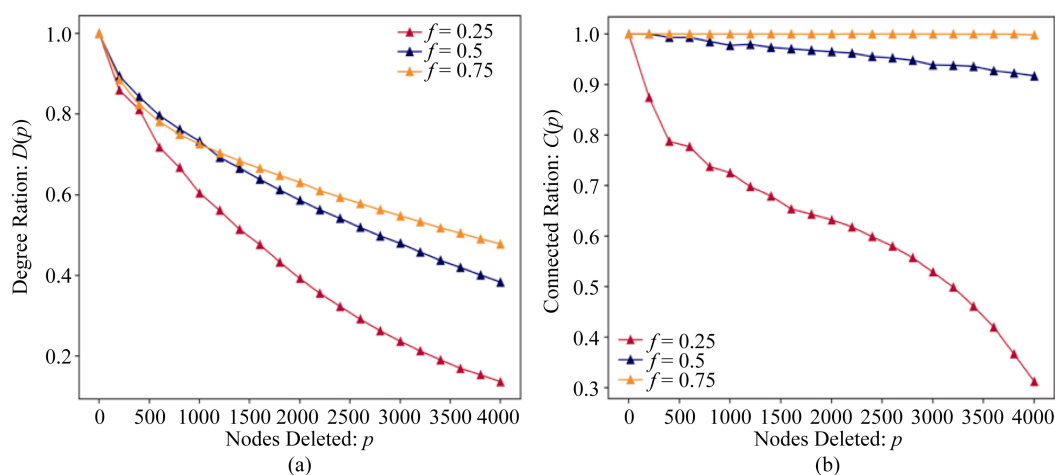 Degree Ration: D(p)
1.0
0.8
0.6
0.4
0.2
f = 0.25
f = 0.5
f = 0.75
0 500 1000 1500 2000 2500 3000 3500 4000
Nodes Deleted: p
(a)
Connected Ration: C(p)
1.0
0.9
0.8
0.7
0.6
0.5
0.4
0.3
f = 0.25
f = 0.5
f = 0.75
0 500 1000 1500 2000 2500 3000 3500 4000
Nodes Deleted: p
(b)